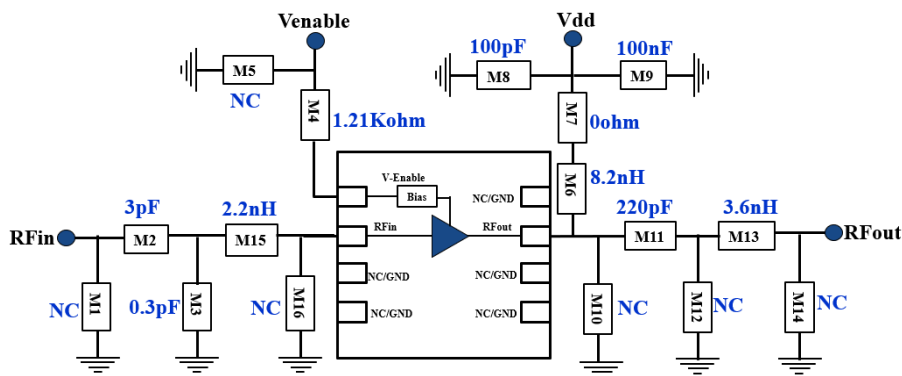 Venable
Vdd
100pF
100nF
M5
M8
M9
NC
M4
1.21Kohm
M7
0ohm
V-Enable
Bias
NC/GND
M6
8.2nH
3pF
2.2nH
220pF
3.6nH
RFin
M2
M15
RFin
RFout
M11
M13
RFout
NC
M1
0.3pF
M3
NC
M16
NC/GND
NC/GND
NC/GND
NC/GND
M10
NC
M12
NC
M14
NC